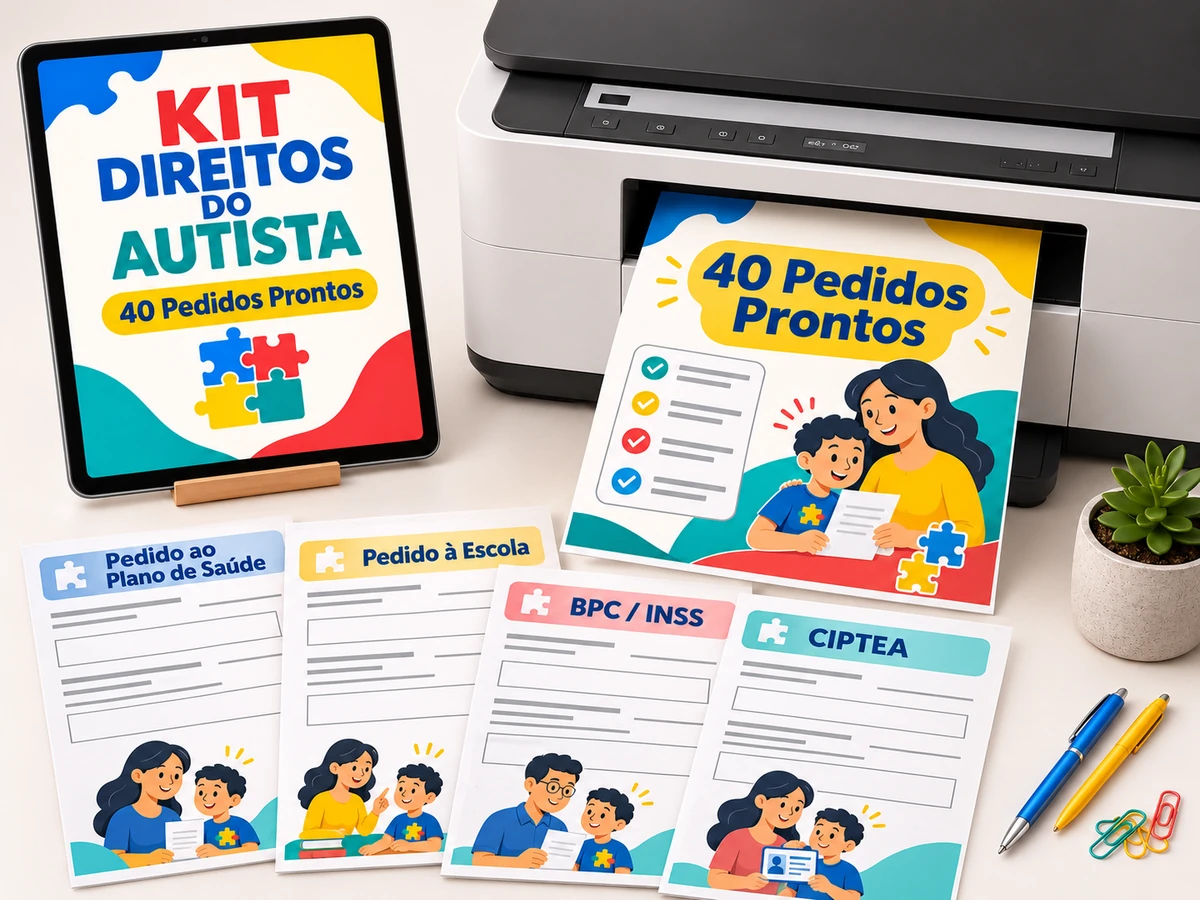 KIT
DIREITOS
DO
AUTISTA
40 Pedidos Prontos
40 Pedidos
Prontos
Pedido ao
Plano de Saúde
Pedido à Escola
BPC / INSS
CIPTEA